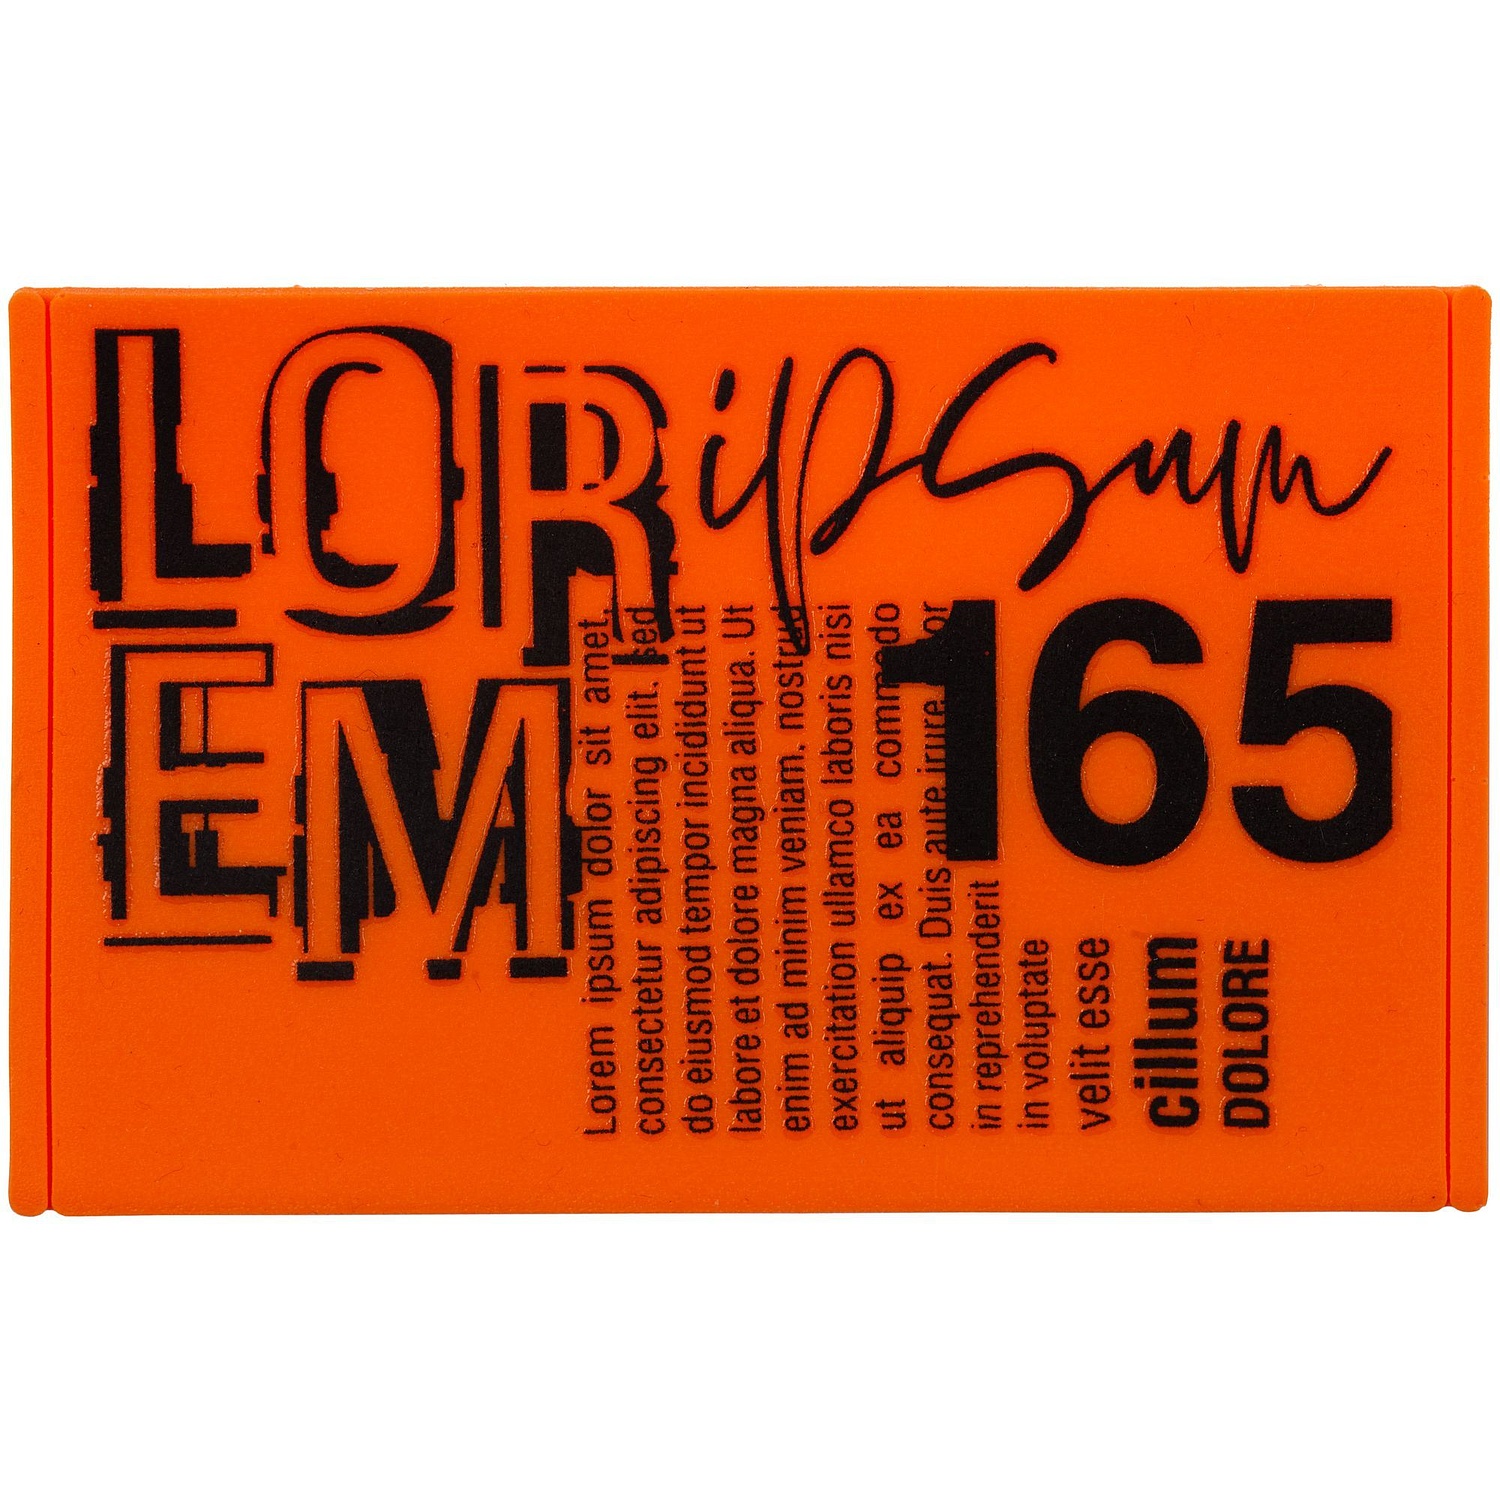 LOR
EM
ipsum
165
Lorem ipsum dolor sit amet,
consectetur adipiscing elit, sed
do eiusmod tempor incididunt ut
labore et dolore magna aliqua. Ut
enim ad minim veniam, nostrud
exercitation ullamco laboris nisi
ut aliquip ex ea commodo
consequat. Duis aute irure dolor
in reprehenderit
in voluptate
velit esse
cillum
DOLORE